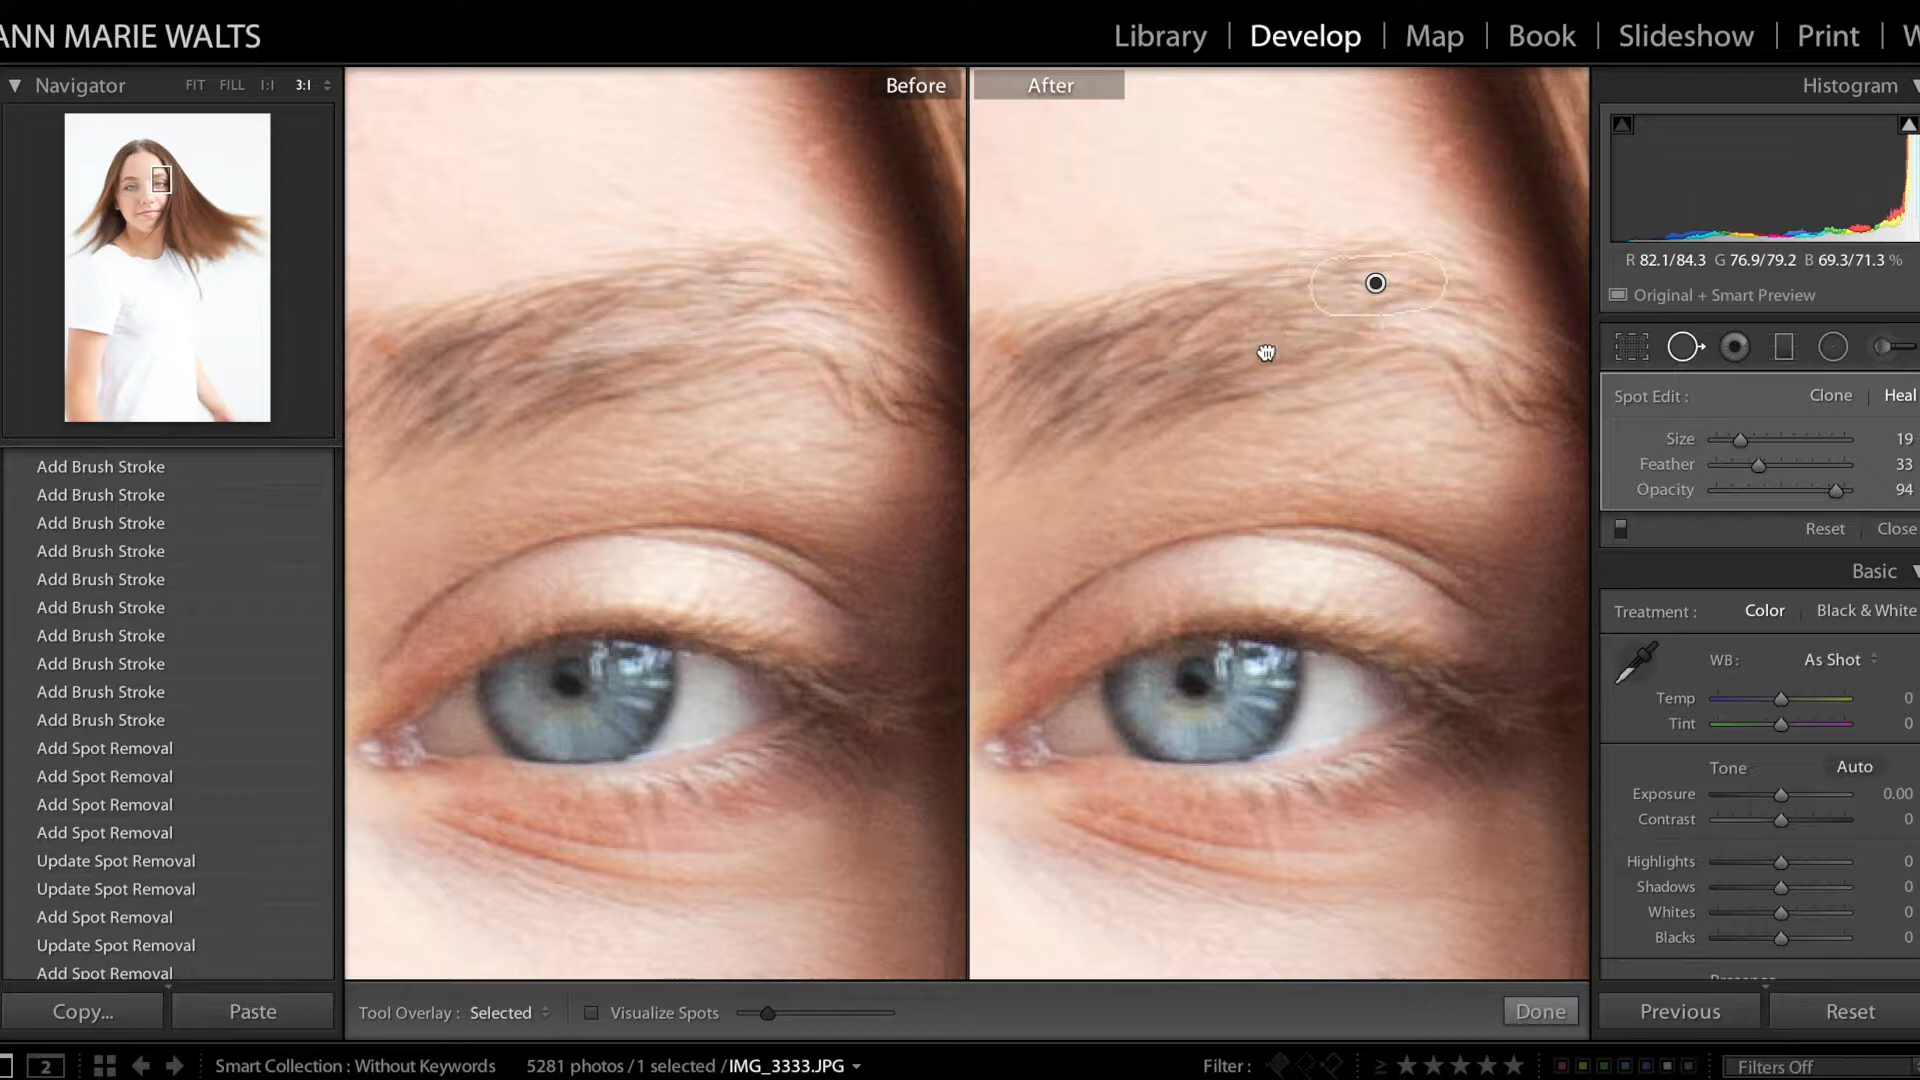 ANN MARIE WALTS
Library | Develop | Map | Book | Slideshow | Print | W
Navigator FIT FILL 1:1 3:1
Before
After
Histogram
R 82.1/84.3 G 76.9/79.2 B 69.3/71.3 %
Original + Smart Preview
Spot Edit : Clone | Heal
Size 19
Feather 33
Opacity 94
Reset | Close
Basic
Treatment : Color | Black & White
WB : As Shot
Temp 0
Tint 0
Tone Auto
Exposure 0.00
Contrast 0
Highlights 0
Shadows 0
Whites 0
Blacks 0
Presence
Add Brush Stroke
Add Brush Stroke
Add Brush Stroke
Add Brush Stroke
Add Brush Stroke
Add Brush Stroke
Add Brush Stroke
Add Brush Stroke
Add Brush Stroke
Add Brush Stroke
Add Spot Removal
Add Spot Removal
Add Spot Removal
Add Spot Removal
Update Spot Removal
Update Spot Removal
Add Spot Removal
Update Spot Removal
Add Spot Removal
Copy... Paste
Tool Overlay : Selected Visualize Spots Done
Previous Reset
2 Smart Collection : Without Keywords 5281 photos / 1 selected / IMG_3333.JPG Filter : ≥ ★★★★★ Filters Off